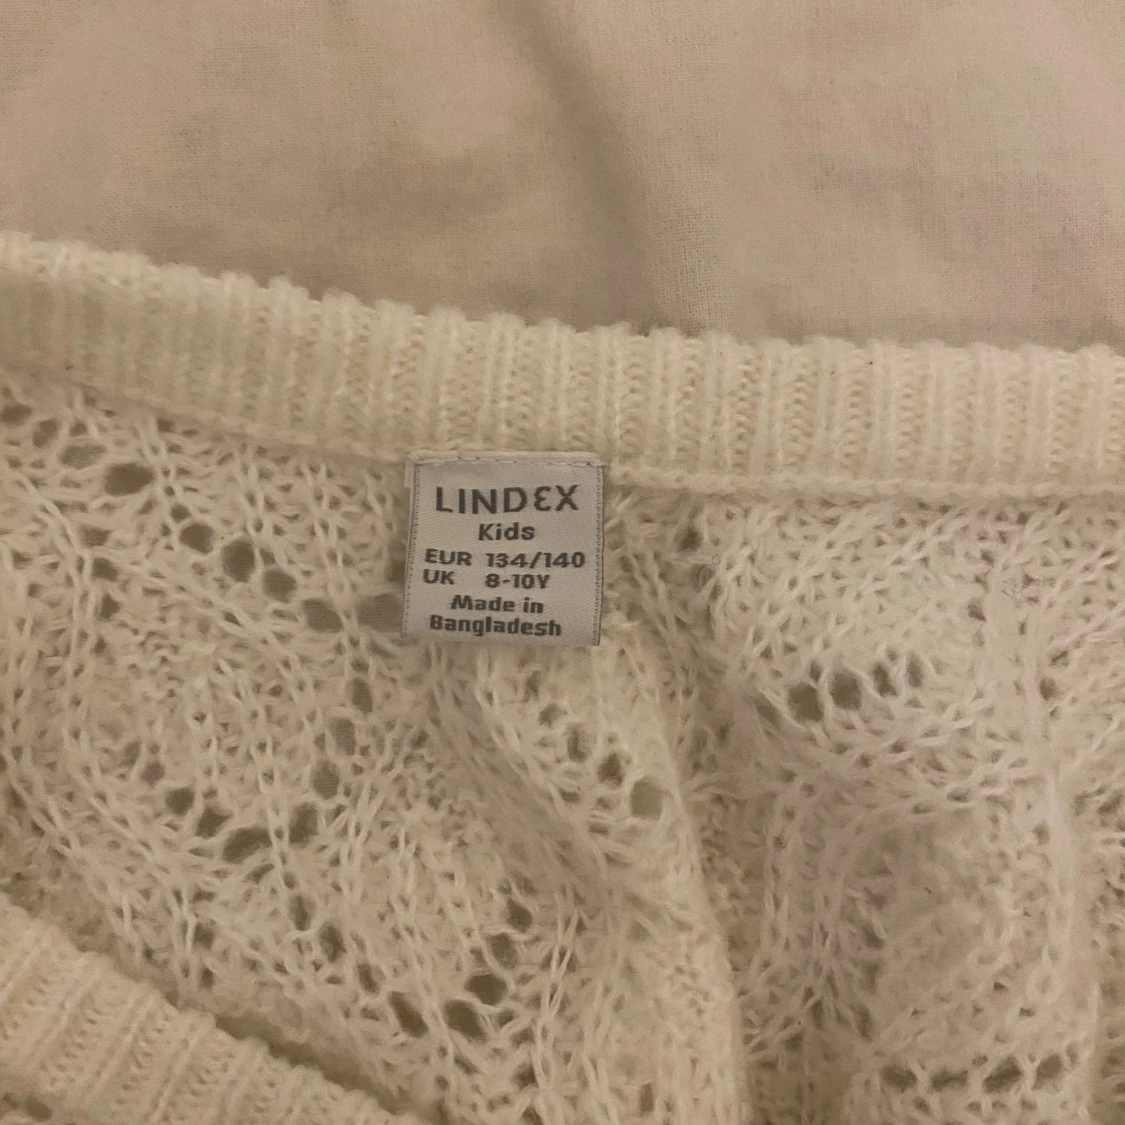 LINDEX
Kids
EUR 134/140
UK 8-10Y
Made in
Bangladesh